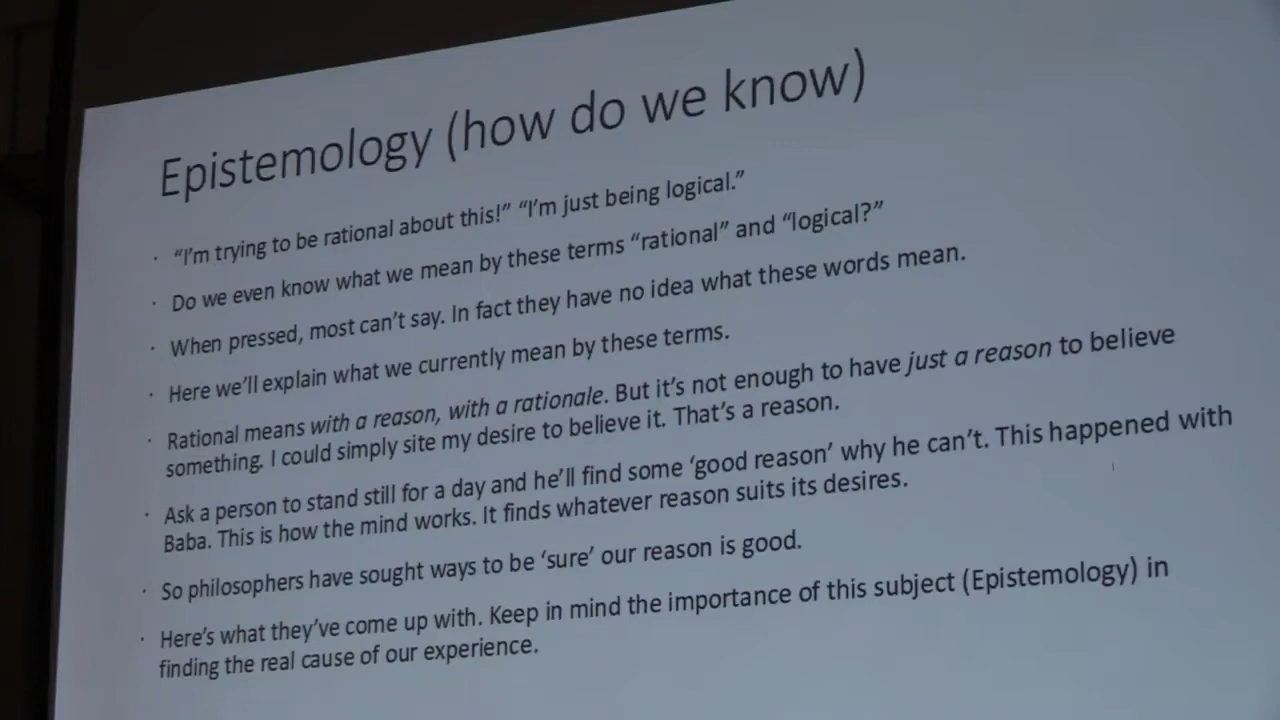 Epistemology (how do we know)
· “I’m trying to be rational about this!” “I’m just being logical.”
· Do we even know what we mean by these terms “rational” and “logical?”
· When pressed, most can’t say. In fact they have no idea what these words mean.
· Here we’ll explain what we currently mean by these terms.
· Rational means with a reason, with a rationale. But it’s not enough to have just a reason to believe
something. I could simply site my desire to believe it. That’s a reason.
· Ask a person to stand still for a day and he’ll find some ‘good reason’ why he can’t. This happened with
Baba. This is how the mind works. It finds whatever reason suits its desires.
· So philosophers have sought ways to be ‘sure’ our reason is good.
· Here’s what they’ve come up with. Keep in mind the importance of this subject (Epistemology) in
finding the real cause of our experience.